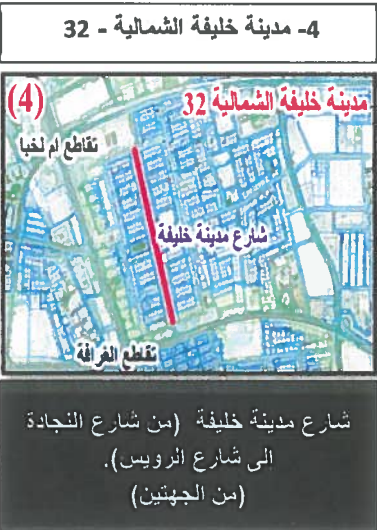 4- مدينة خليفة الشمالية - 32
(4) مدينة خليفة الشمالية 32
تقاطع ام لخبا
شارع مدينة خليفة
تقاطع الغرافة
شارع مدينة خليفة (من شارع النجادة
الى شارع الرويس).
(من الجهتين)